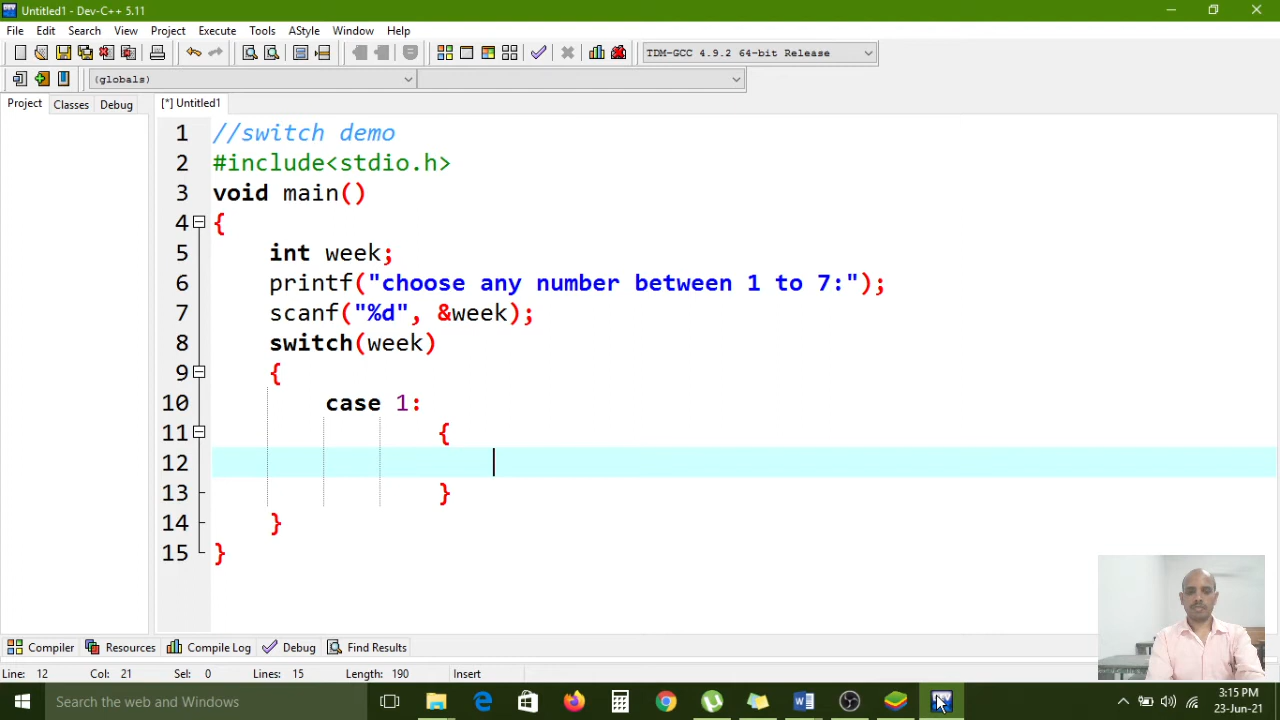 Untitled1 - Dev-C++ 5.11
File Edit Search View Project Execute Tools AStyle Window Help
TDM-GCC 4.9.2 64-bit Release
(globals)
Project Classes Debug [*] Untitled1
1 //switch demo
2 #include<stdio.h>
3 void main()
4 {
5 int week;
6 printf("choose any number between 1 to 7:");
7 scanf("%d", &week);
8 switch(week)
9 {
10 case 1:
11 {
12
13 }
14 }
15 }
Compiler Resources Compile Log Debug Find Results
Line: 12 Col: 21 Sel: 0 Lines: 15 Length: 190 Insert
Search the web and Windows
3:15 PM
23-Jun-21